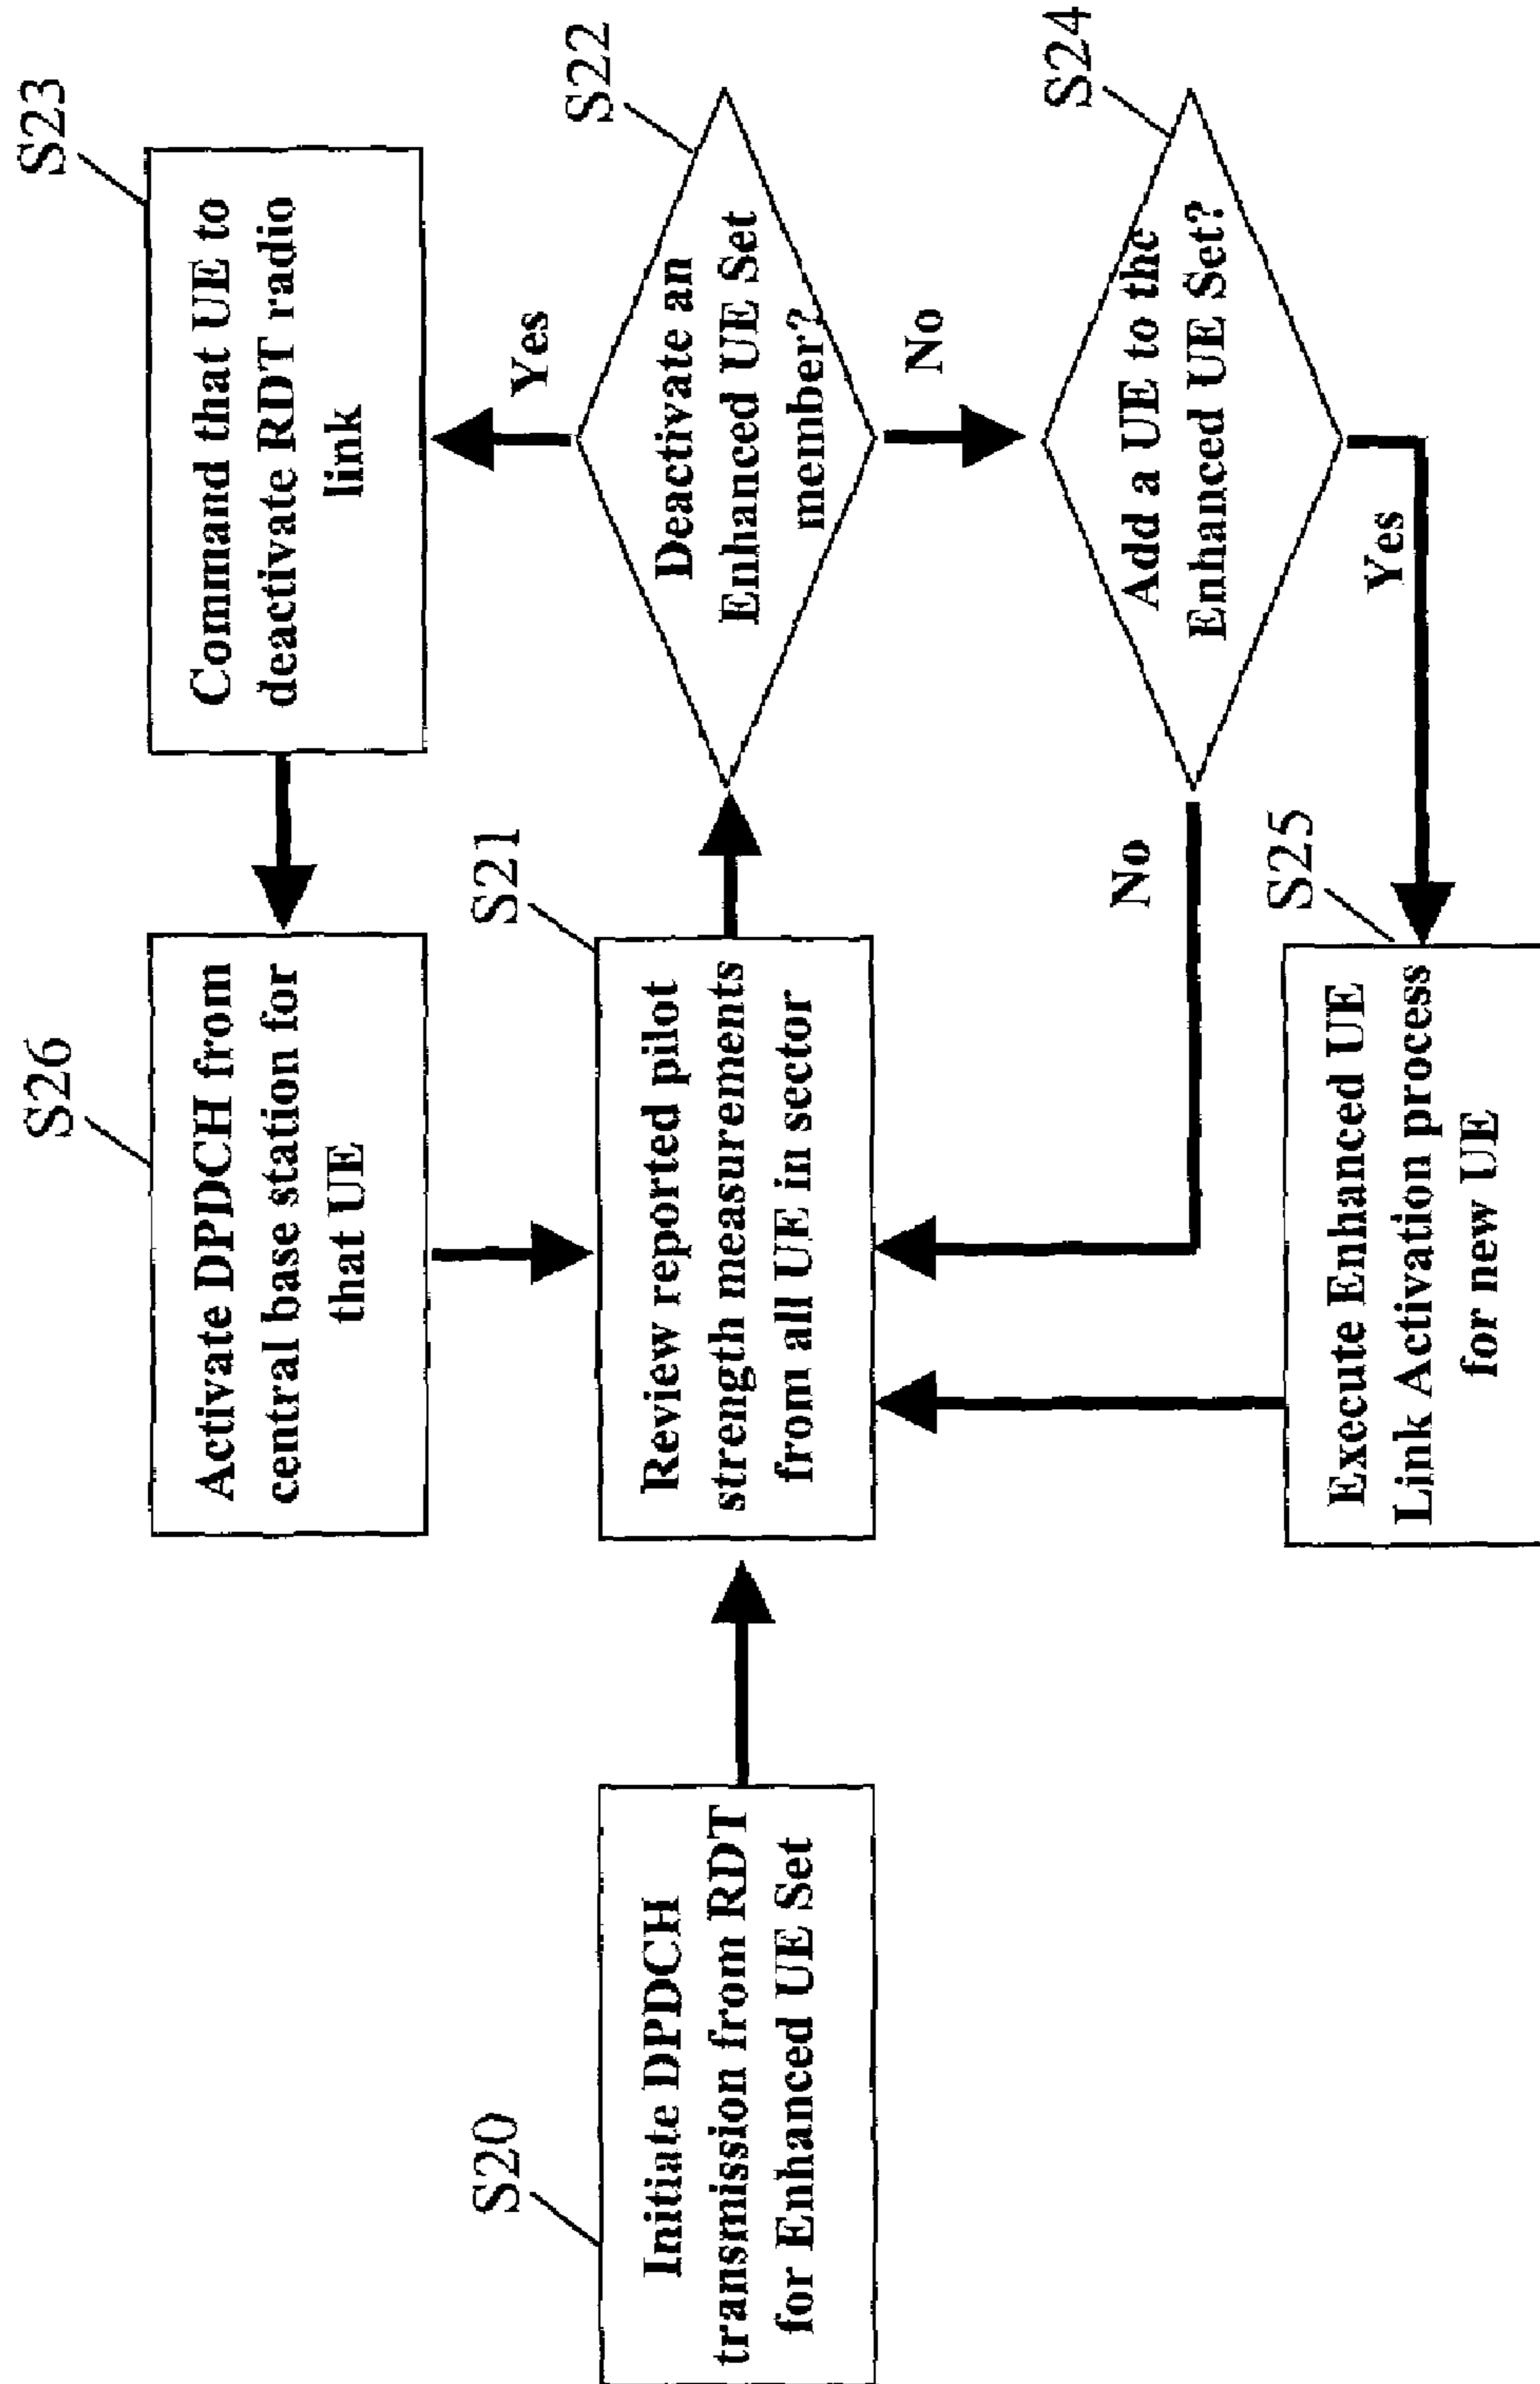 S20
Initiate DPDCH
transmission from RDT
for Enhanced UE Set
S21
Review reported pilot
strength measurements
from all UE in sector
S22
Deactivate an
Enhanced UE Set
member?
Yes
No
S23
Command that UE to
deactivate RDT radio
link
S26
Activate DPDCH from
central base station for
that UE
S24
Add a UE to the
Enhanced UE Set?
No
Yes
S25
Execute Enhanced UE
Link Activation process
for new UE